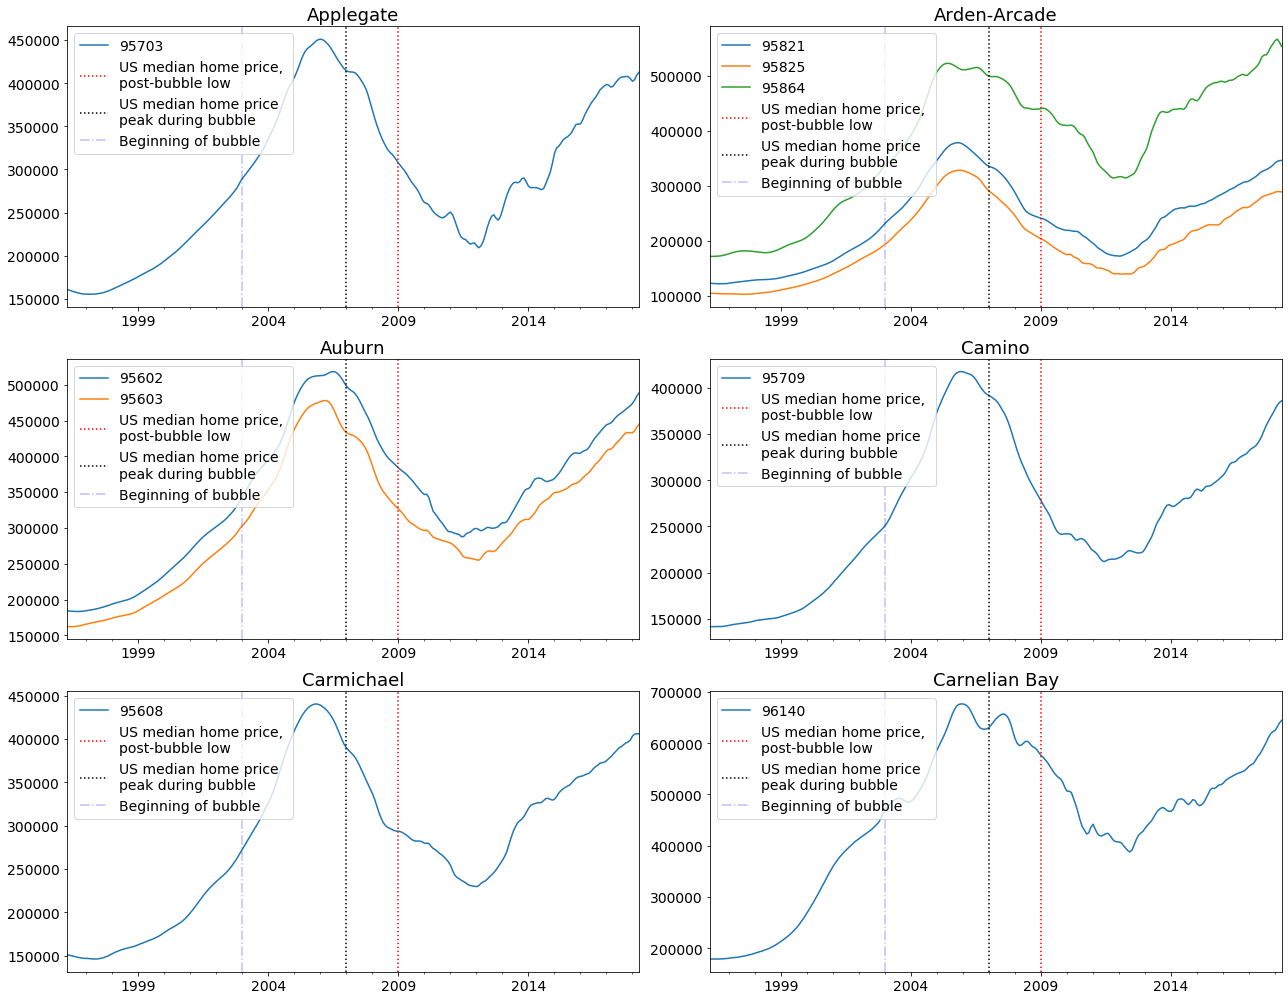 Applegate
450000
400000
350000
300000
250000
200000
150000
95703
US median home price,
post-bubble low
US median home price
peak during bubble
Beginning of bubble
1999 2004 2009 2014
Arden-Arcade
500000
400000
300000
200000
100000
95821
95825
95864
US median home price,
post-bubble low
US median home price
peak during bubble
Beginning of bubble
1999 2004 2009 2014
Auburn
500000
450000
400000
350000
300000
250000
200000
150000
95602
95603
US median home price,
post-bubble low
US median home price
peak during bubble
Beginning of bubble
1999 2004 2009 2014
Camino
400000
350000
300000
250000
200000
150000
95709
US median home price,
post-bubble low
US median home price
peak during bubble
Beginning of bubble
1999 2004 2009 2014
Carmichael
450000
400000
350000
300000
250000
200000
150000
95608
US median home price,
post-bubble low
US median home price
peak during bubble
Beginning of bubble
1999 2004 2009 2014
Carnelian Bay
700000
600000
500000
400000
300000
200000
96140
US median home price,
post-bubble low
US median home price
peak during bubble
Beginning of bubble
1999 2004 2009 2014